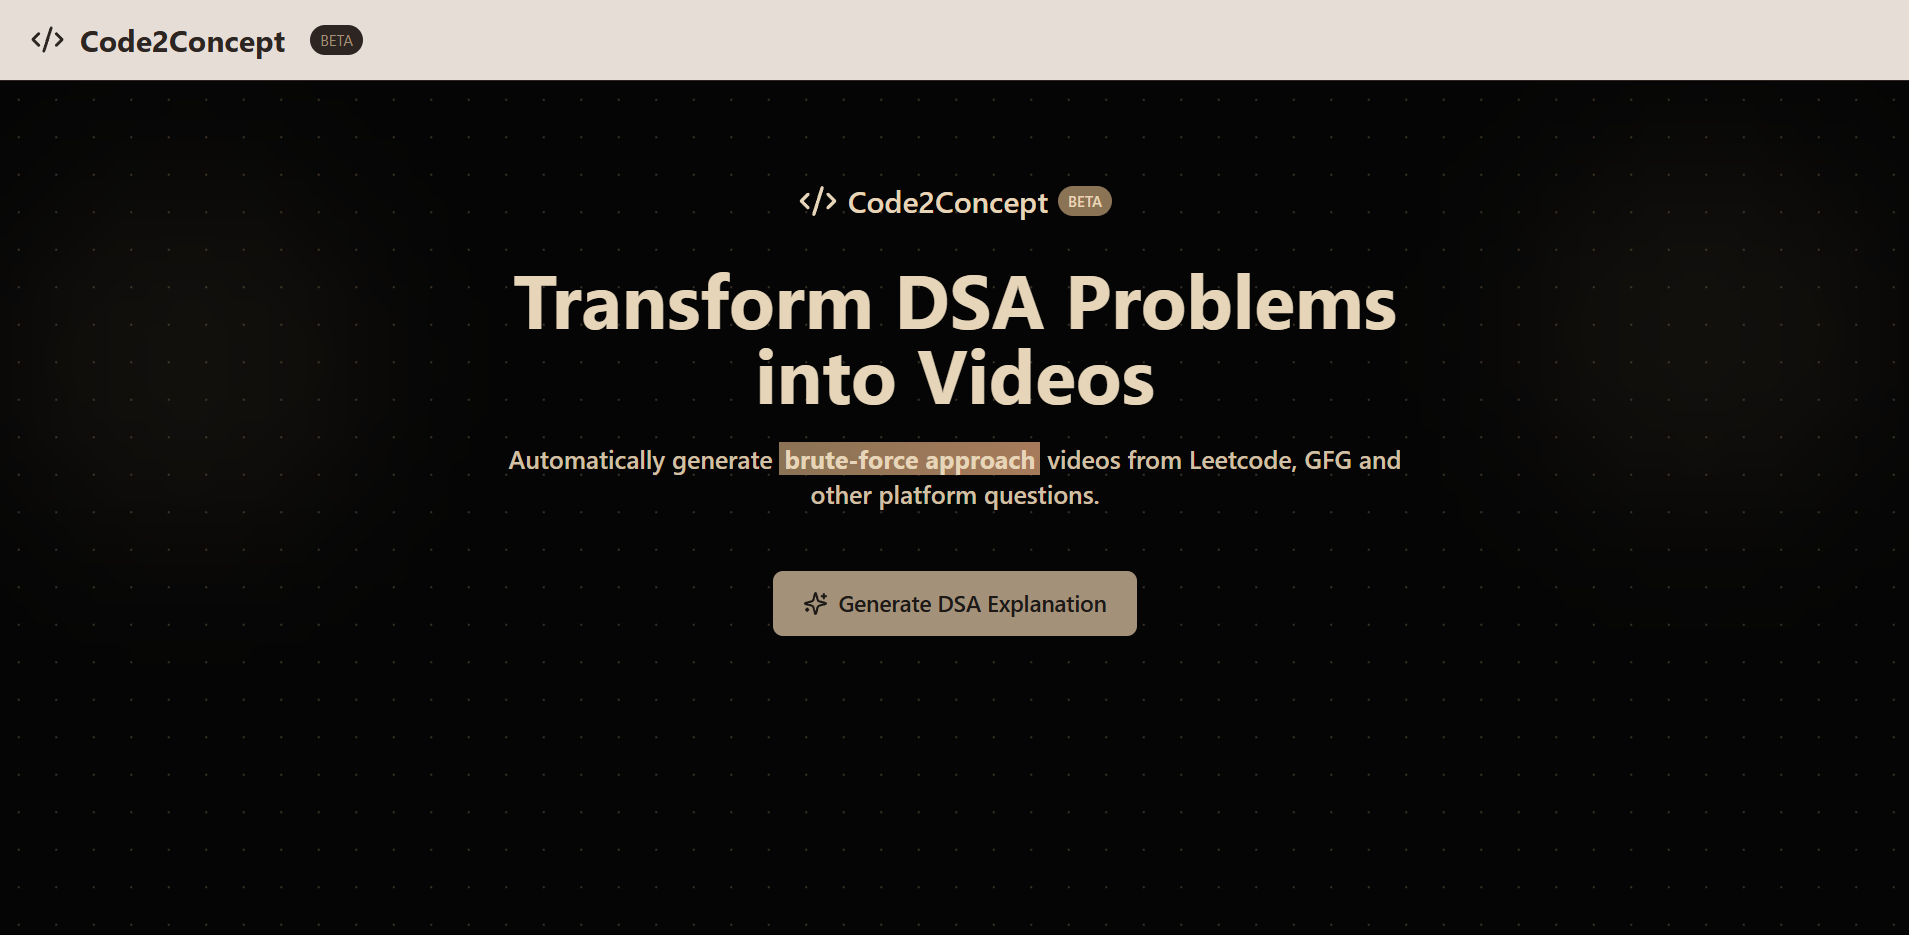 Code2Concept BETA
Code2Concept BETA
Transform DSA Problems
into Videos
Automatically generate brute-force approach videos from Leetcode, GFG and
other platform questions.
Generate DSA Explanation